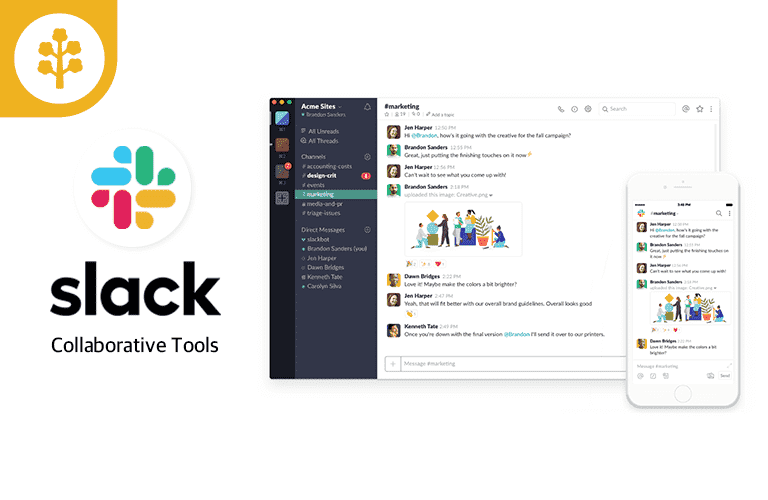 slack
Collaborative Tools
Acme Sites
Brandon Sanders
All Unreads
All Threads
Channels
# accounting-costs
# design-crit
# events
# marketing
media-and-pr
# triage-issues
Direct Messages
slackbot
Brandon Sanders (you)
Jen Harper
Dawn Bridges
Kenneth Tate
Carolyn Silva
#marketing
Add a topic
Search
Jen Harper 12:50 PM
Hi @Brandon, how's it going with the creative for the fall campaign?
Brandon Sanders 12:55 PM
Great, just putting the finishing touches on it now
Jen Harper 12:56 PM
Can't wait to see what you come up with!
Brandon Sanders 2:18 PM
uploaded this image: Creative.png
Dawn Bridges 2:22 PM
Love it! Maybe make the colors a bit brighter?
Jen Harper 2:47 PM
Yeah, that will fit better with our overall brand guidelines. Overall looks good
Kenneth Tate 2:49 PM
Once you're down with the final version @Brandon I'll send it over to our printers.
Message #marketing
#marketing
Jen Harper
Hi @Brandon, how's it going with the creative for the fall campaign?
Brandon Sanders
Great, just putting the finishing touches on it now
Jen Harper
Can't wait to see what you come up with!
Brandon Sanders
uploaded this image: Creative.png
Dawn Bridges
Love it! Maybe make the colors a bit
brighter?
Message #marketing
Send